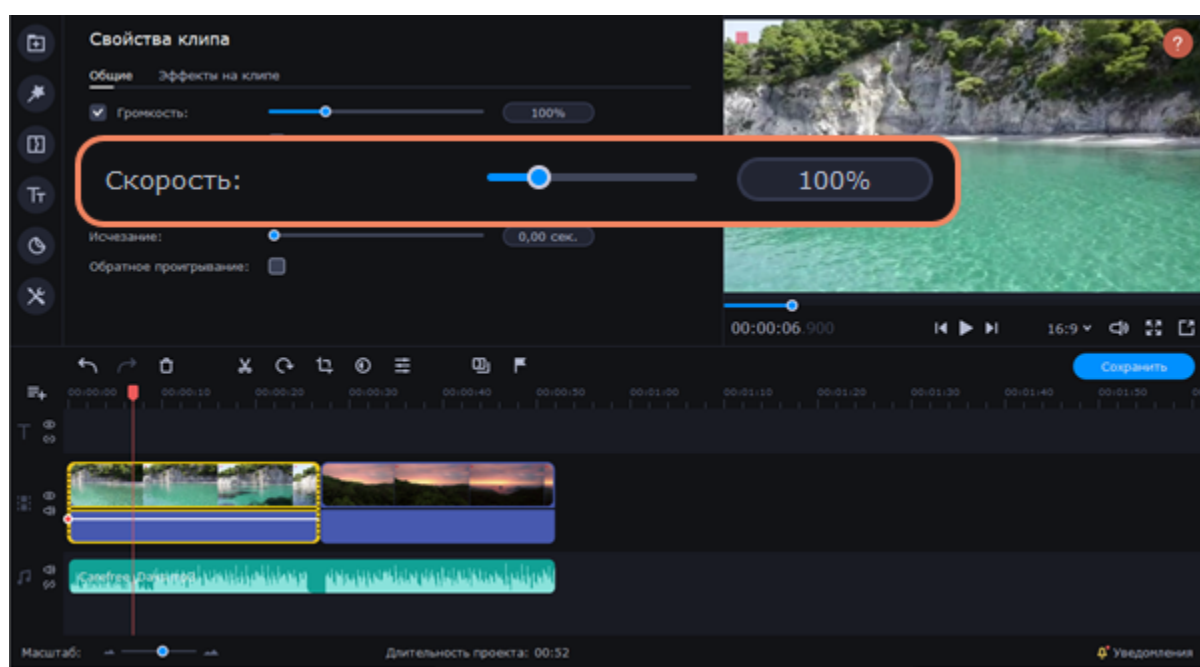 Свойства клипа
Общие Эффекты на клипе
Громкость: 100%
Скорость: 100%
Исчезание: 0,00 сек.
Обратное проигрывание:
?
00:00:06.900 16:9
Сохранить
00:00:00 00:00:10 00:00:20 00:00:30 00:00:40 00:00:50 00:01:00 00:01:10 00:01:20 00:01:30 00:01:40 00:01:50
Масштаб: Длительность проекта: 00:52 Уведомления